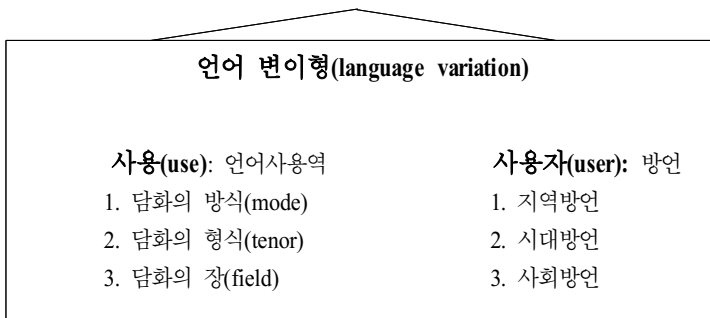 언어 변이형(language variation)
사용(use): 언어사용역
1. 담화의 방식(mode)
2. 담화의 형식(tenor)
3. 담화의 장(field)
사용자(user): 방언
1. 지역방언
2. 시대방언
3. 사회방언